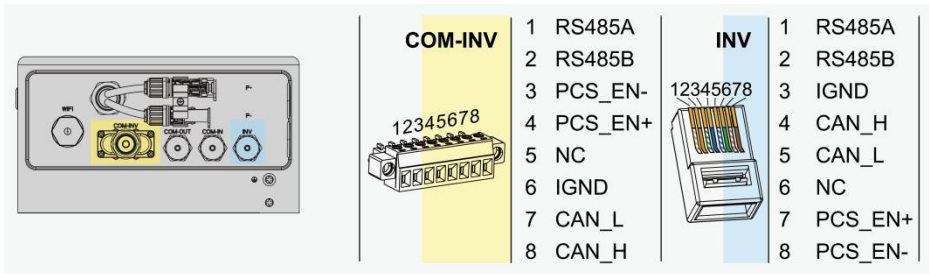 WIFI
COM-INV
COM-OUT
COM-IN
INV
P-
P-
COM-INV
12345678
1 RS485A
2 RS485B
3 PCS_EN-
4 PCS_EN+
5 NC
6 IGND
7 CAN_L
8 CAN_H
INV
12345678
1 RS485A
2 RS485B
3 IGND
4 CAN_H
5 CAN_L
6 NC
7 PCS_EN+
8 PCS_EN-